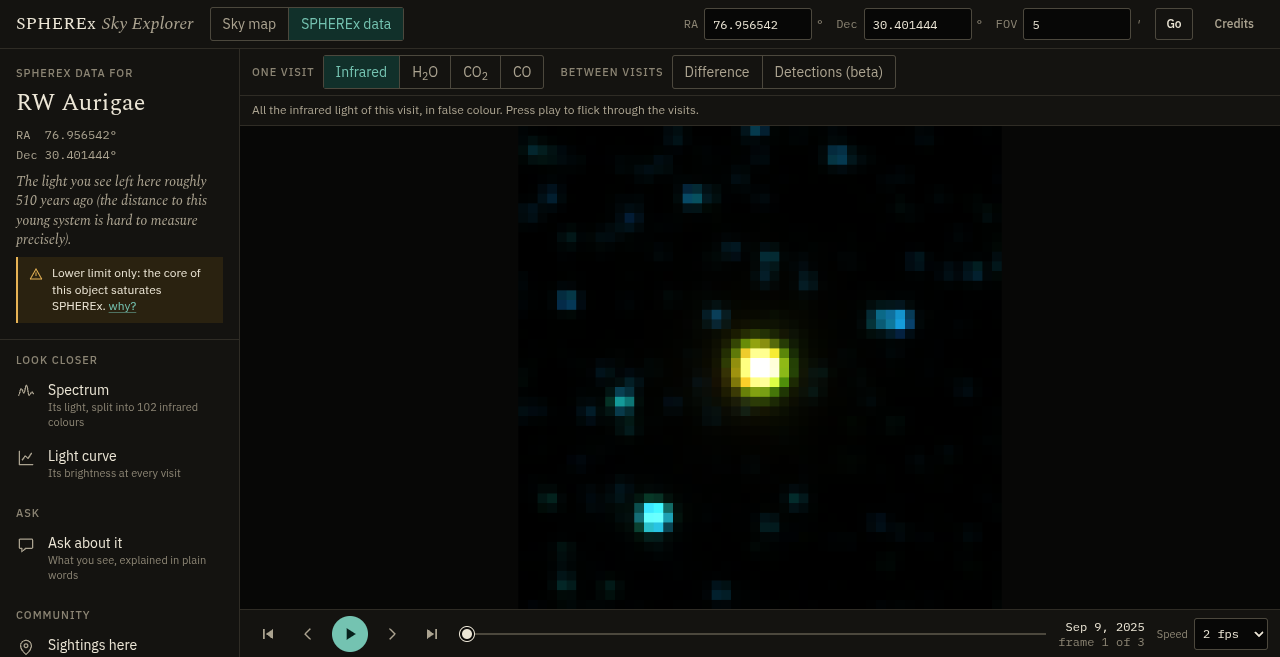 SPHEREx Sky Explorer
Sky map
SPHEREx data
RA 76.956542 °
Dec 30.401444 °
FOV 5 ′
Go
Credits
SPHEREX DATA FOR
RW Aurigae
RA 76.956542°
Dec 30.401444°
The light you see left here roughly
510 years ago (the distance to this
young system is hard to measure
precisely).
Lower limit only: the core of
this object saturates
SPHEREx. why?
LOOK CLOSER
Spectrum
Its light, split into 102 infrared
colours
Light curve
Its brightness at every visit
ASK
Ask about it
What you see, explained in plain
words
COMMUNITY
Sightings here
ONE VISIT
Infrared
H₂O
CO₂
CO
BETWEEN VISITS
Difference
Detections (beta)
All the infrared light of this visit, in false colour. Press play to flick through the visits.
Sep 9, 2025
frame 1 of 3
Speed
2 fps